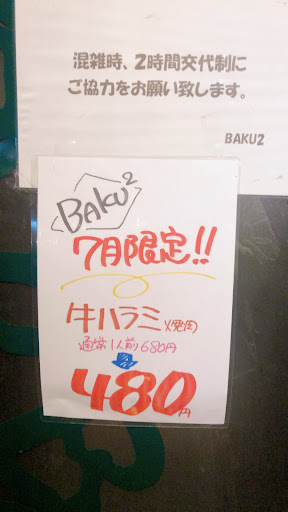 混雑時、2時間交代制に
ご協力をお願い致します。
BAKU2
BAKU2
7月限定!!
牛ハラミ焼肉
通常1人前680円
480円